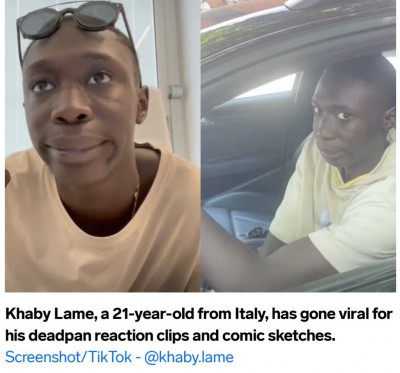 Khaby Lame, a 21-year-old from Italy, has gone viral for
his deadpan reaction clips and comic sketches.
Screenshot/TikTok - @khaby.lame